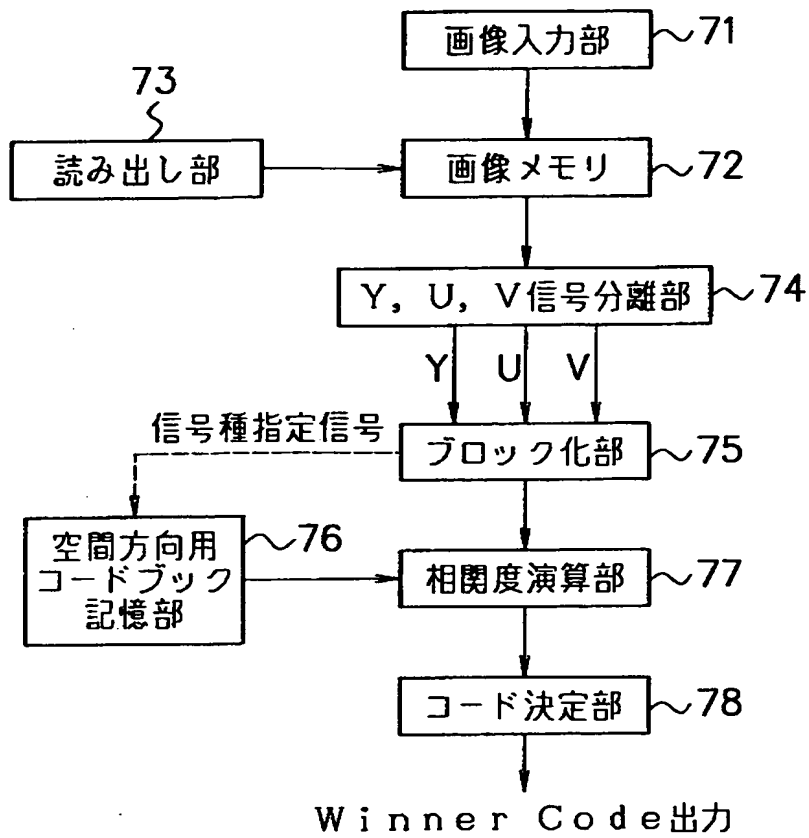 画像入力部 71
73
読み出し部
画像メモリ 72
Y, U, V信号分離部 74
Y U V
信号種指定信号
ブロック化部 75
空間方向用
コードブック
記憶部
76
相関度演算部 77
コード決定部 78
Winner Code出力